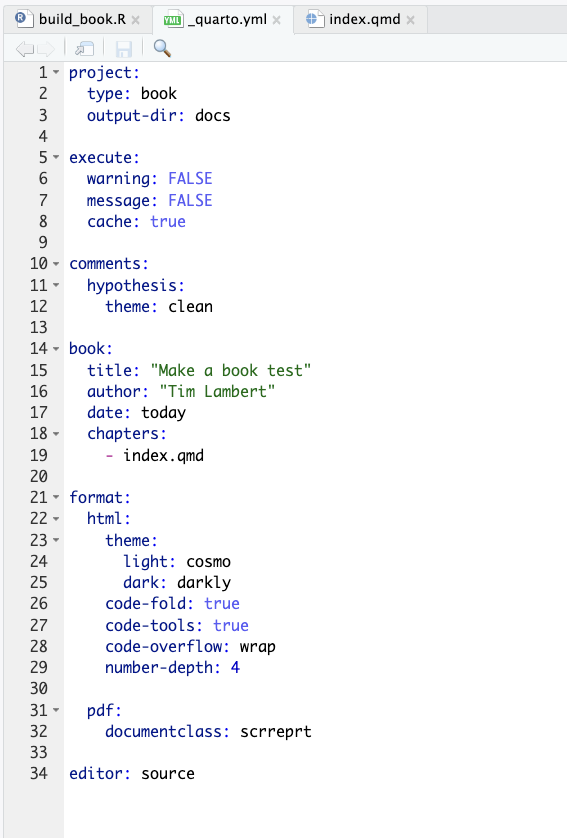 build_book.R × _quarto.yml × index.qmd ×
1 project:
2   type: book
3   output-dir: docs
4
5 execute:
6   warning: FALSE
7   message: FALSE
8   cache: true
9
10 comments:
11   hypothesis:
12     theme: clean
13
14 book:
15   title: "Make a book test"
16   author: "Tim Lambert"
17   date: today
18   chapters:
19     - index.qmd
20
21 format:
22   html:
23     theme:
24       light: cosmo
25       dark: darkly
26     code-fold: true
27     code-tools: true
28     code-overflow: wrap
29     number-depth: 4
30
31   pdf:
32     documentclass: scrreprt
33
34 editor: source